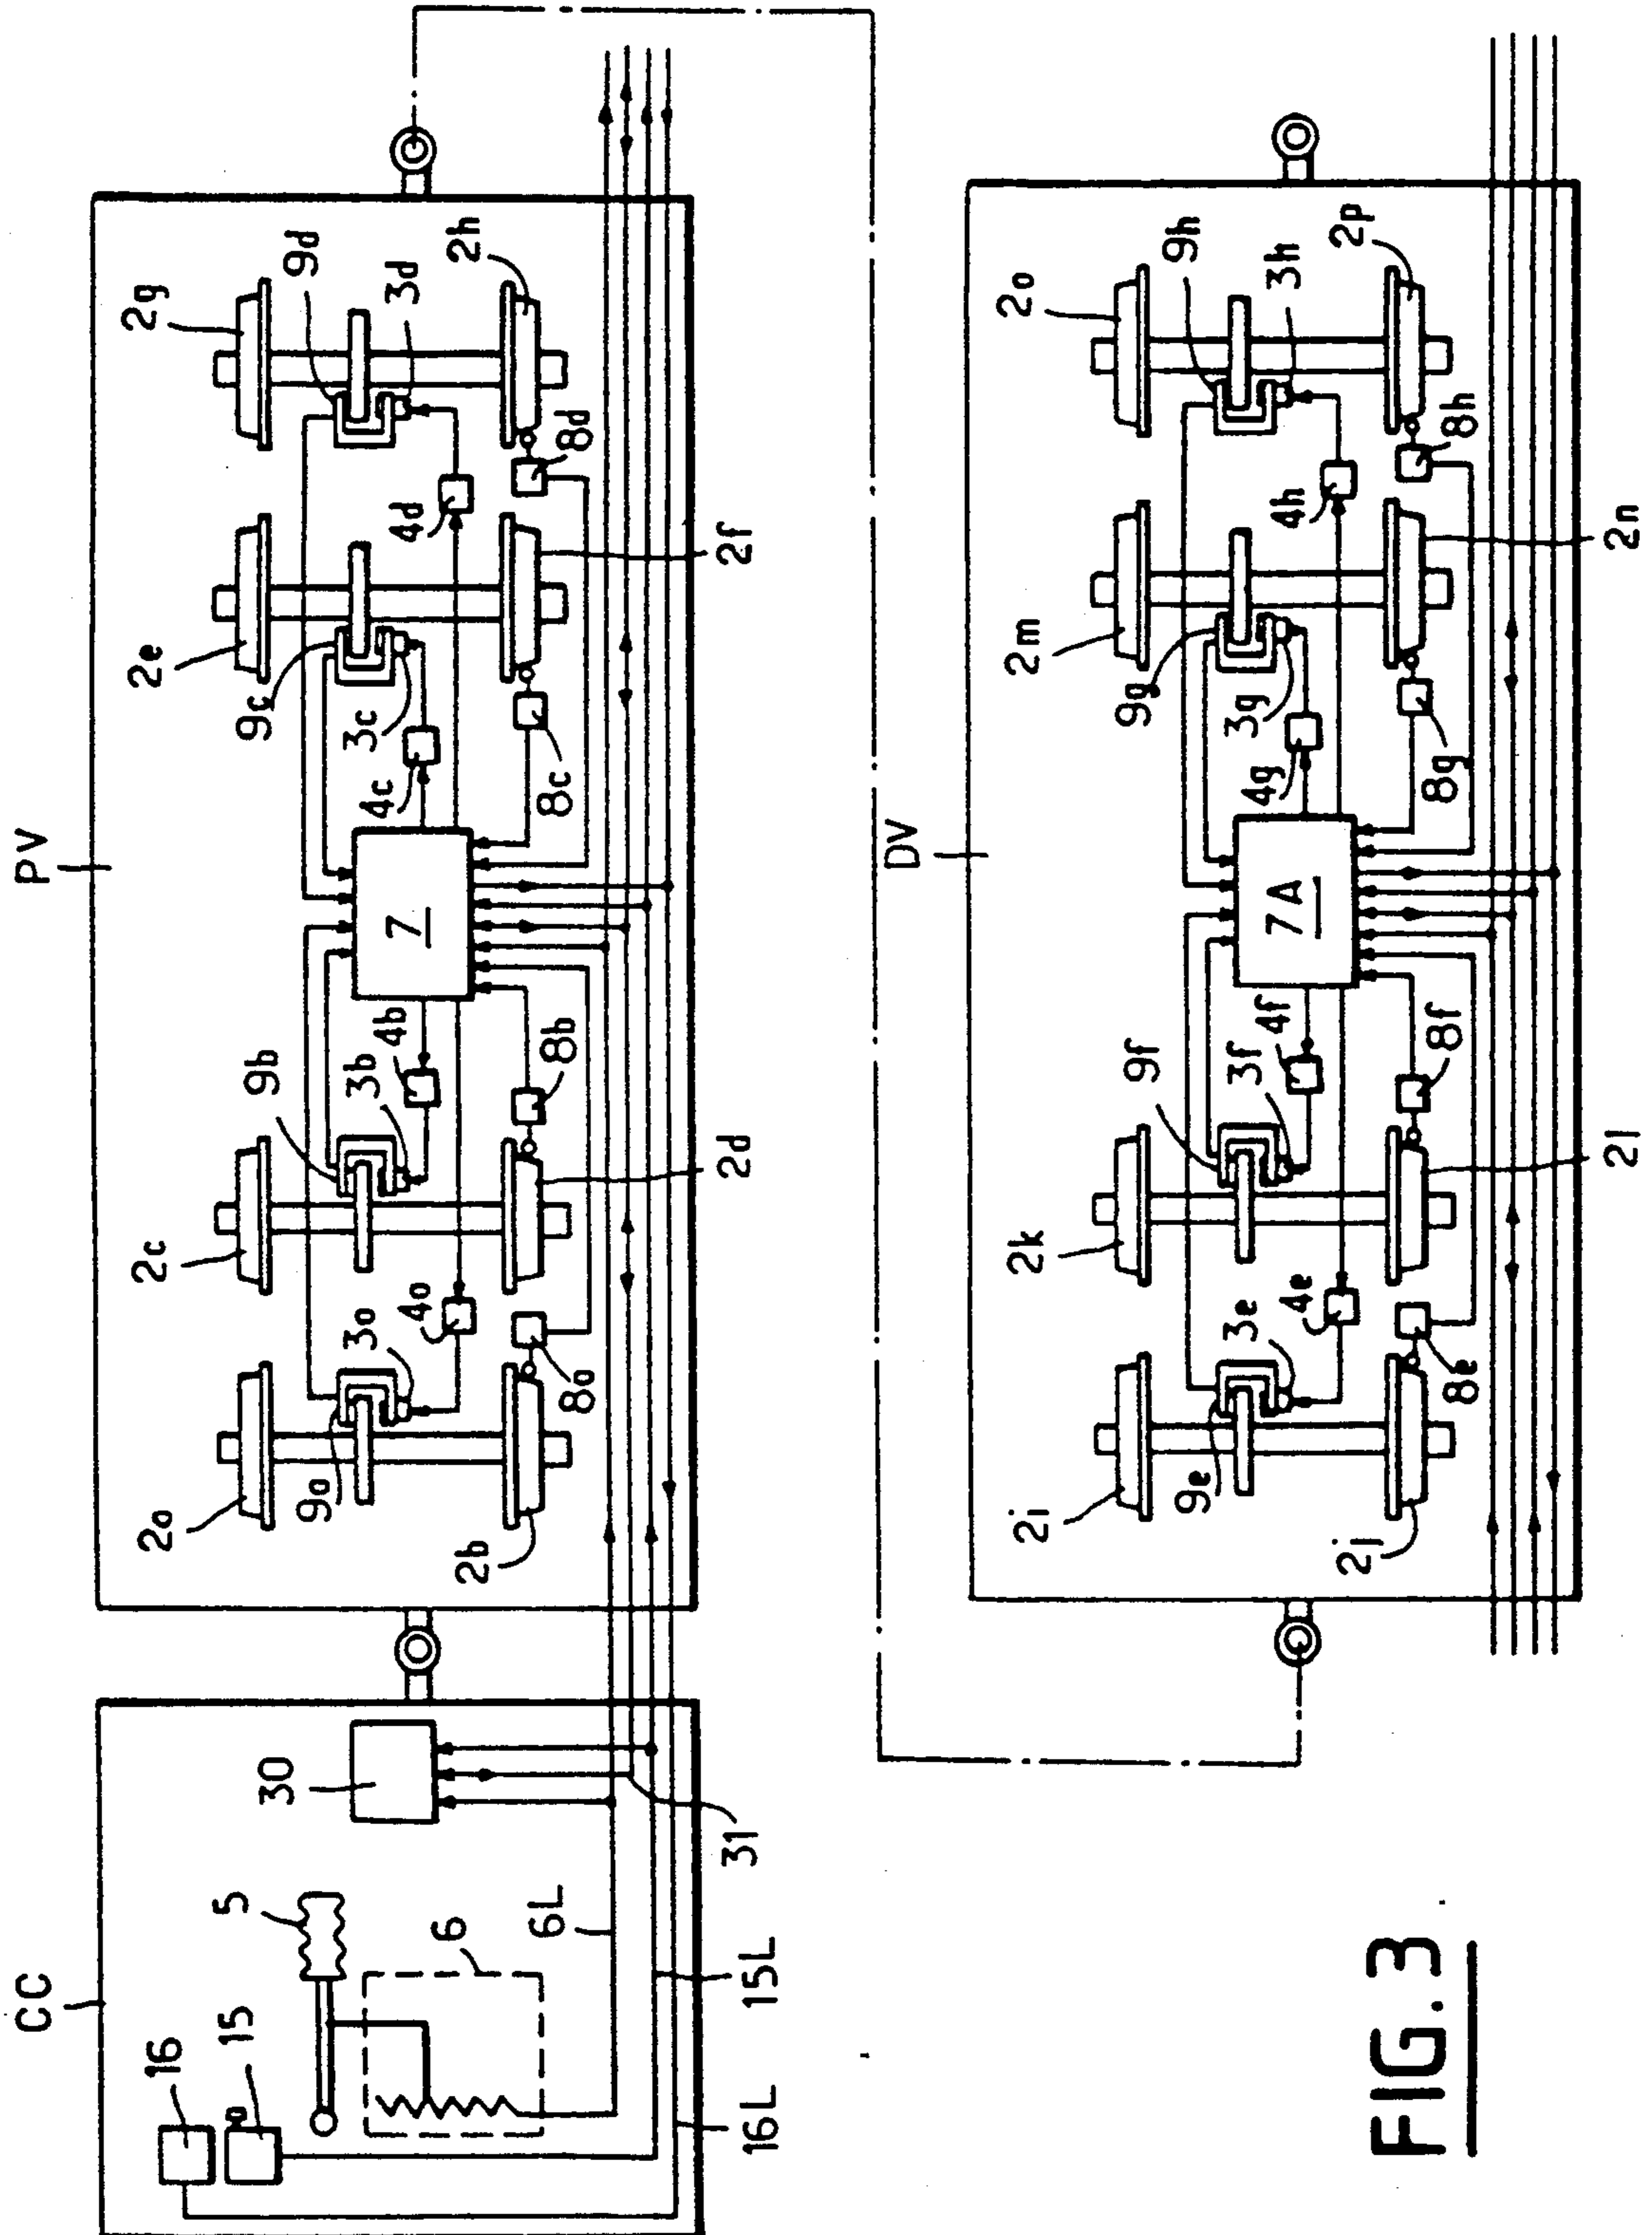 CC
PV
16
2a
2c
2e
2g
15
5
30
9a
9b
9c
9d
3a
3b
3c
3d
4a
4b
7
4c
4d
6
2b
2h
6L
8a
8b
8c
8d
16L
15L
31
2d
2f
DV
2i
2k
2m
2o
9e
9f
9g
9h
3e
3f
3g
3h
4e
4f
7A
4g
4h
2j
2p
8e
8f
8g
8h
2l
2n
FIG. 3